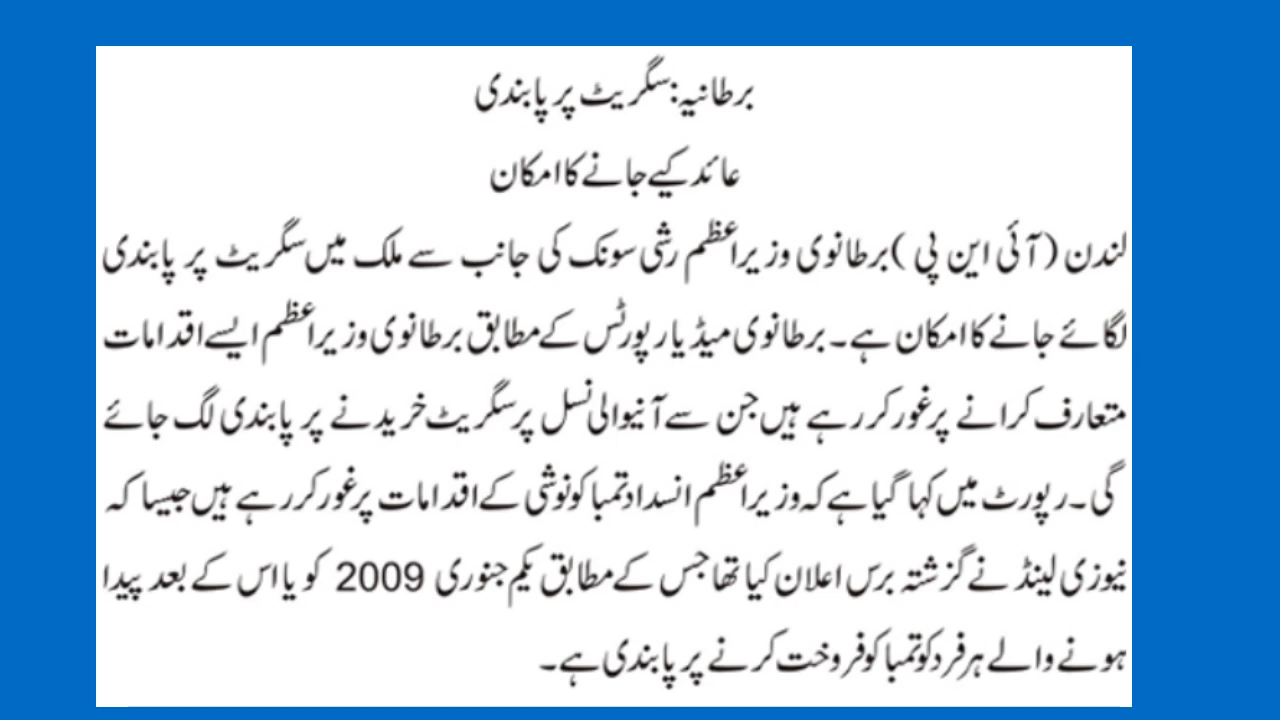 برطانیہ:سگریٹ پر پابندی
عائد کیے جانے کا امکان
لندن (آئی این پی )برطانوی وزیراعظم رشی سونک کی جانب سے ملک میں سگریٹ پر پابندی
لگائے جانے کا امکان ہے۔برطانوی میڈیا رپورٹس کے مطابق برطانوی وزیراعظم ایسے اقدامات
متعارف کرانے پر غور کر رہے ہیں جن سے آنیوالی نسل پر سگریٹ خریدنے پر پابندی لگ جائے
گی۔رپورٹ میں کہا گیا ہے کہ وزیراعظم انسداد تمباکو نوشی کے اقدامات پر غور کر رہے ہیں جیسا کہ
نیوزی لینڈ نے گزشتہ برس اعلان کیا تھا جس کے مطابق یکم جنوری 2009 کو یا اس کے بعد پیدا
ہونے والے ہر فرد کو تمباکو فروخت کرنے پر پابندی ہے۔